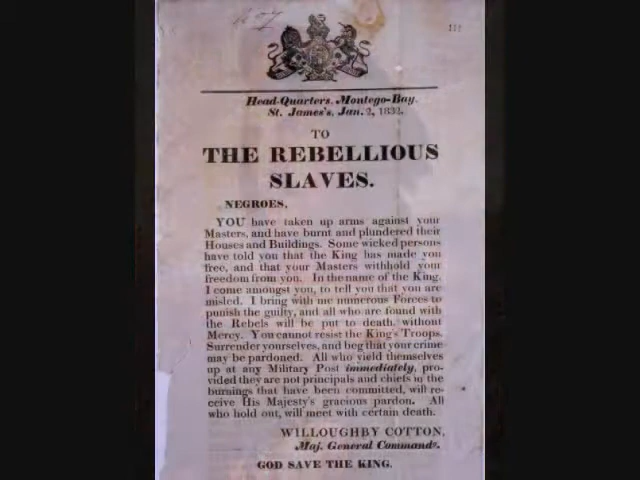 Head-Quarters, Montego-Bay,
St. James's, Jan. 2, 1832.
TO
THE REBELLIOUS
SLAVES.
NEGROES,
YOU have taken up arms against your
Masters, and have burnt and plundered their
Houses and Buildings. Some wicked persons
have told you that the King has made you
free, and that your Masters withhold your
freedom from you. In the name of the King,
I come amongst you, to tell you that you are
misled. I bring with me numerous Forces to
punish the guilty, and all who are found with
the Rebels will be put to death, without
Mercy. You cannot resist the King's Troops.
Surrender yourselves, and beg that your crime
may be pardoned. All who yield themselves
up at any Military Post immediately, pro-
vided they are not principals and chiefs in the
burnings that have been committed, will re-
ceive His Majesty's gracious pardon. All
who hold out, will meet with certain death.
WILLOUGHBY COTTON,
Maj. General Commandg.
GOD SAVE THE KING.